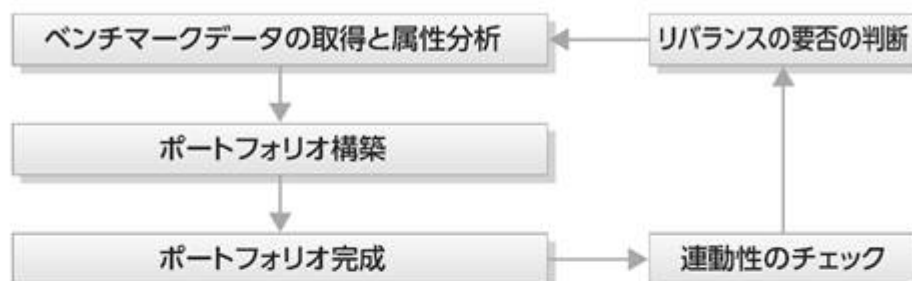 ベンチマークデータの取得と属性分析
リバランスの要否の判断
ポートフォリオ構築
ポートフォリオ完成
連動性のチェック